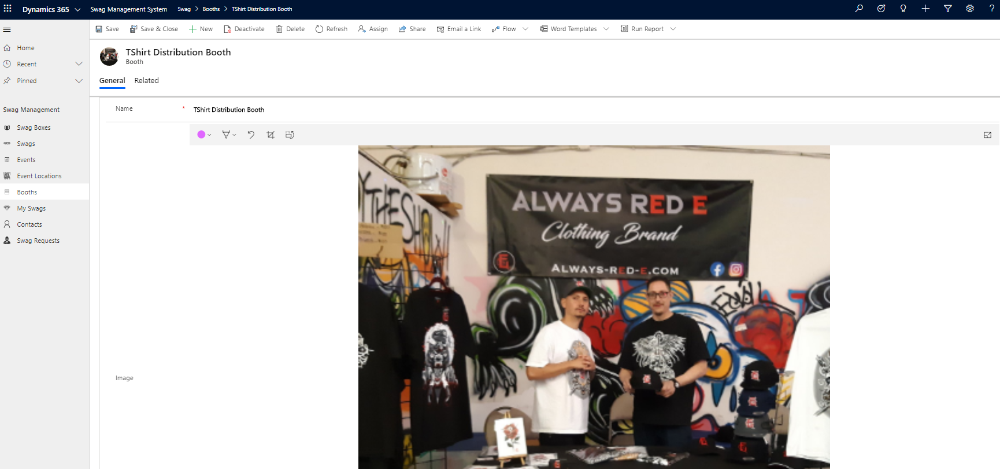 Dynamics 365
Swag Management System
Swag > Booths > TShirt Distribution Booth
Save
Save & Close
New
Deactivate
Delete
Refresh
Assign
Share
Email a Link
Flow
Word Templates
Run Report
Home
Recent
Pinned
Swag Management
Swag Boxes
Swags
Events
Event Locations
Booths
My Swags
Contacts
Swag Requests
TShirt Distribution Booth
Booth
General
Related
Name * TShirt Distribution Booth
Image
ALWAYS RED E
Clothing Brand
ALWAYS-RED-E.COM